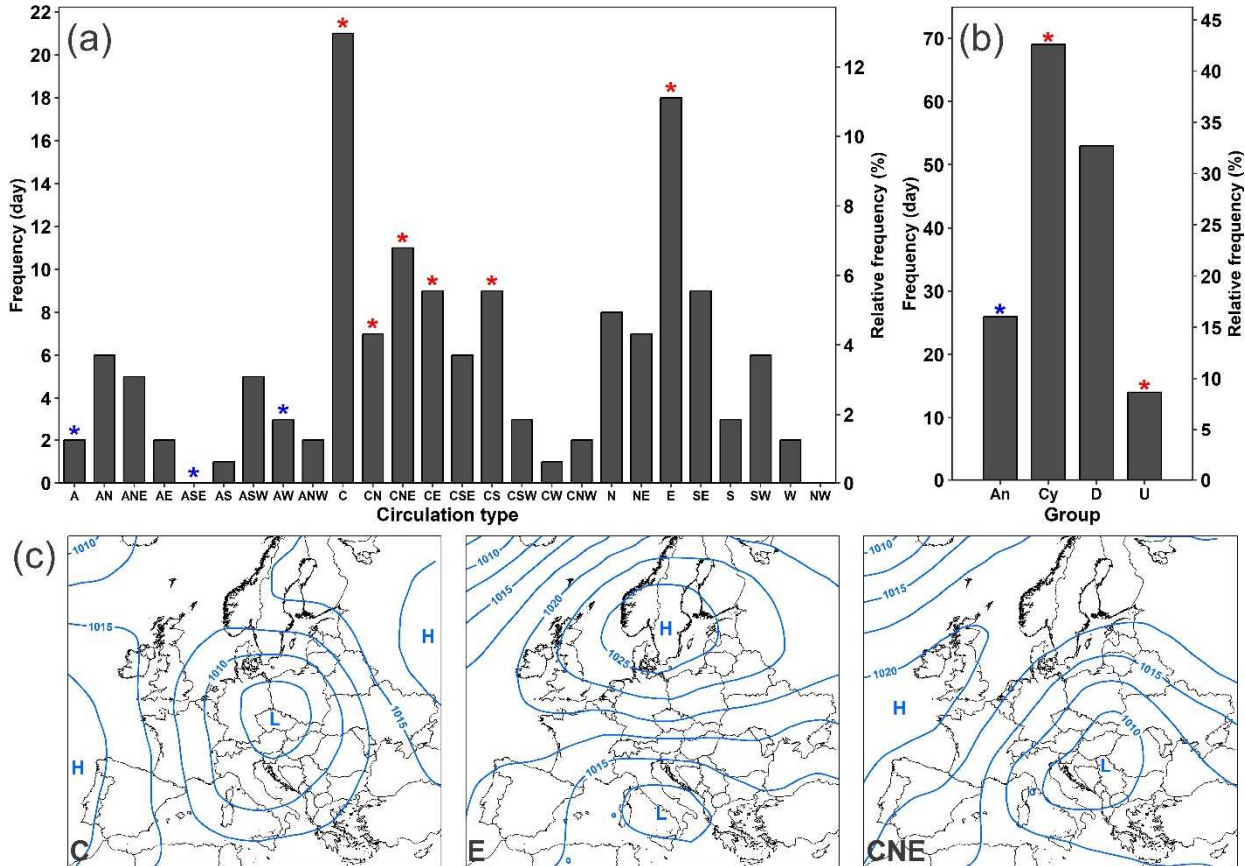 (a)
Frequency (day)
22
20
18
16
14
12
10
8
6
4
2
0
* * * * * * * * *
12
10
8
6
4
2
0
Relative frequency (%)
A AN ANE AE ASE AS ASW AW ANW C CN CNE CE CSE CS CSW CW CNW N NE E SE S SW W NW
Circulation type
(b)
Frequency (day)
70
60
50
40
30
20
10
0
* * *
45
40
35
30
25
20
15
10
5
0
Relative frequency (%)
An Cy D U
Group
(c)
1010
1015
H
1010
1015
L
H
C
1010
1015
1020
H
1025
1015
L
E
1010
1015
1020
H
1015
1010
L
CNE